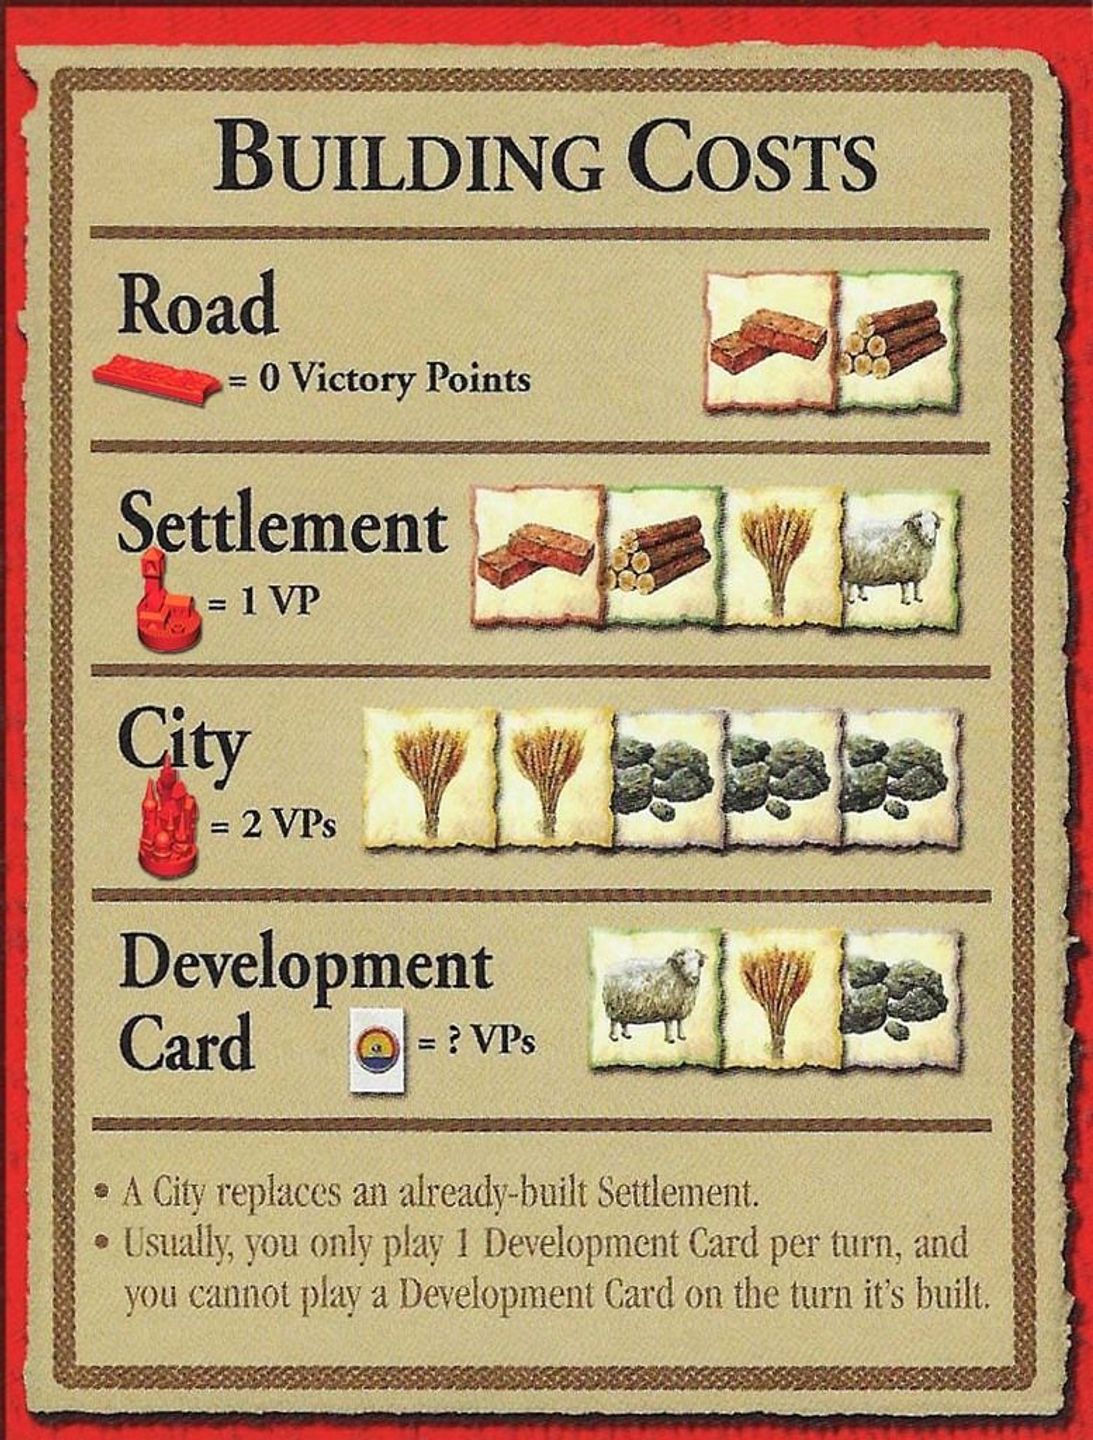 BUILDING COSTS
Road
= 0 Victory Points
Settlement
= 1 VP
City
= 2 VPs
Development
Card
= ? VPs
• A City replaces an already-built Settlement.
• Usually, you only play 1 Development Card per turn, and
you cannot play a Development Card on the turn it's built.